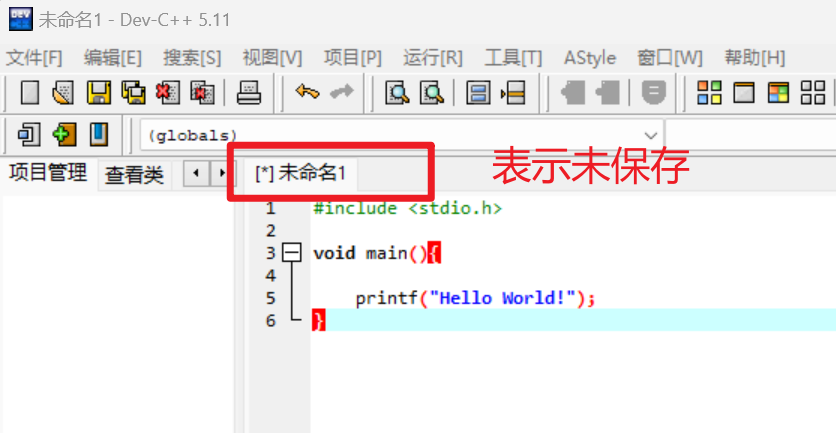 未命名1 - Dev-C++ 5.11
文件[F] 编辑[E] 搜索[S] 视图[V] 项目[P] 运行[R] 工具[T] AStyle 窗口[W] 帮助[H]
(globals)
项目管理 查看类 [*] 未命名1
表示未保存
1 #include <stdio.h>
2
3 void main(){
4
5 printf("Hello World!");
6 }